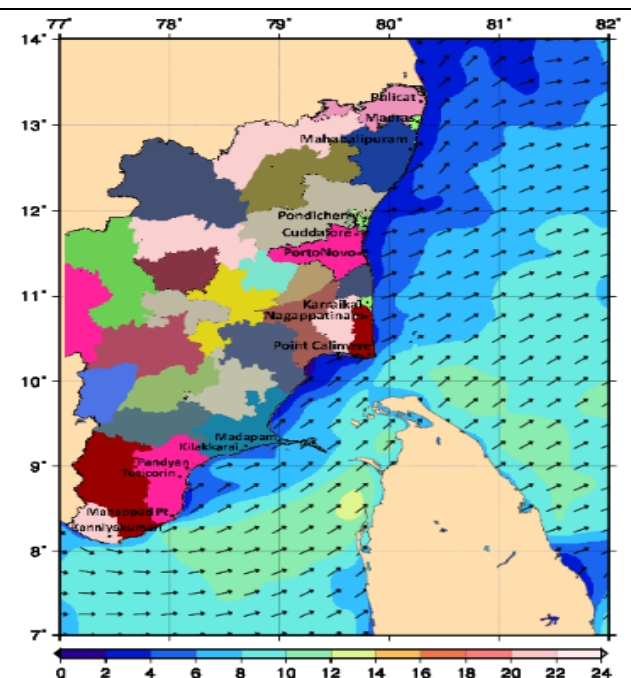 77° 78° 79° 80° 81° 82°
14°
Pulicat
13°
Madras
Mahabalipuram
12°
Pondicherry
Cuddalore
PortoNovo
11°
Karraikal
Nagappatinam
Point Calimere
10°
Madapam
Kilakkarai
9°
Pandyan
Tuticorin
Manappad Pt.
Kanniyakumari
8°
7°
0 2 4 6 8 10 12 14 16 18 20 22 24